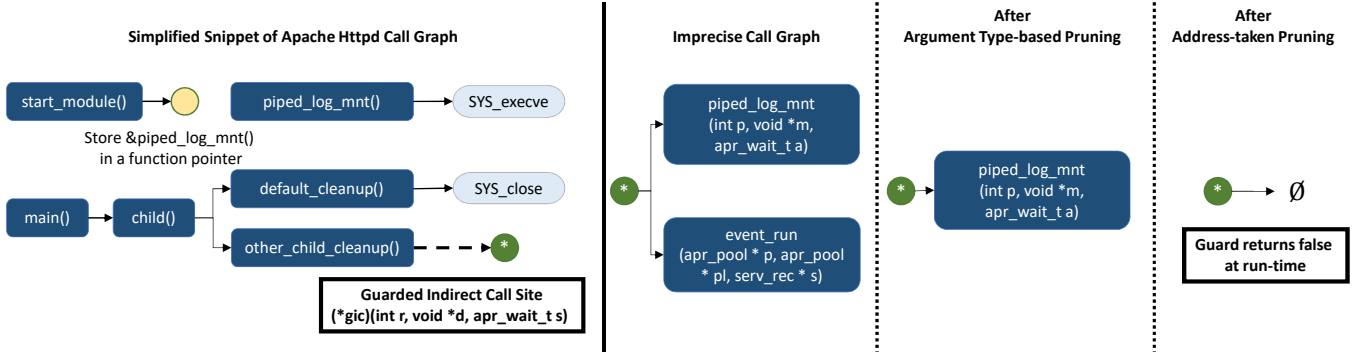 Simplified Snippet of Apache Httpd Call Graph
start_module()
Store &piped_log_mnt()
in a function pointer
piped_log_mnt()
SYS_execve
main()
child()
default_cleanup()
SYS_close
other_child_cleanup()
*
Guarded Indirect Call Site
(*gic)(int r, void *d, apr_wait_t s)
Imprecise Call Graph
*
piped_log_mnt
(int p, void *m,
apr_wait_t a)
event_run
(apr_pool * p, apr_pool
* pl, serv_rec * s)
After
Argument Type-based Pruning
*
piped_log_mnt
(int p, void *m,
apr_wait_t a)
After
Address-taken Pruning
*
Ø
Guard returns false
at run-time